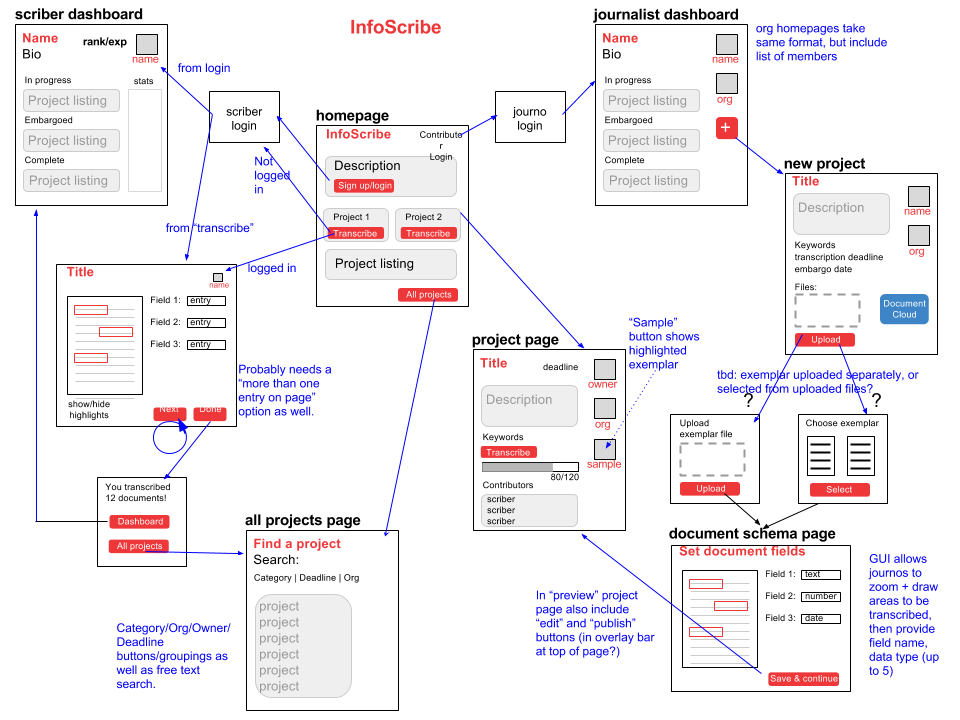 scriber dashboard
Name
Bio
rank/exp
name
In progress
stats
Project listing
Embargoed
Project listing
Complete
Project listing
from login
scriber
login
InfoScribe
homepage
InfoScribe
Contributo
r
Login
Description
Sign up/login
Project 1
Transcribe
Project 2
Transcribe
Project listing
All projects
Not
logged
in
from “transcribe”
logged in
journo
login
journalist dashboard
Name
Bio
name
org
In progress
Project listing
Embargoed
Project listing
Complete
Project listing
+
org homepages take
same format, but include
list of members
new project
Title
Description
name
org
Keywords
transcription deadline
embargo date
Files:
Document
Cloud
Upload
tbd: exemplar uploaded separately, or
selected from uploaded files?
?
?
Upload
exemplar file
Upload
Choose exemplar
Select
Title
name
Field 1:
entry
Field 2:
entry
Field 3:
entry
show/hide
highlights
Next
Done
Probably needs a
“more than one
entry on page”
option as well.
You transcribed
12 documents!
Dashboard
All projects
all projects page
Find a project
Search:
Category | Deadline | Org
project
project
project
project
project
project
Category/Org/Owner/
Deadline
buttons/groupings as
well as free text
search.
project page
Title
deadline
owner
Description
org
Keywords
Transcribe
sample
80/120
Contributors
scriber
scriber
scriber
“Sample”
button shows
highlighted
exemplar
In “preview” project
page also include
“edit” and “publish”
buttons (in overlay bar
at top of page?)
document schema page
Set document fields
Field 1:
text
Field 2:
number
Field 3:
date
Save & continue
GUI allows
journos to
zoom + draw
areas to be
transcribed,
then provide
field name,
data type (up
to 5)